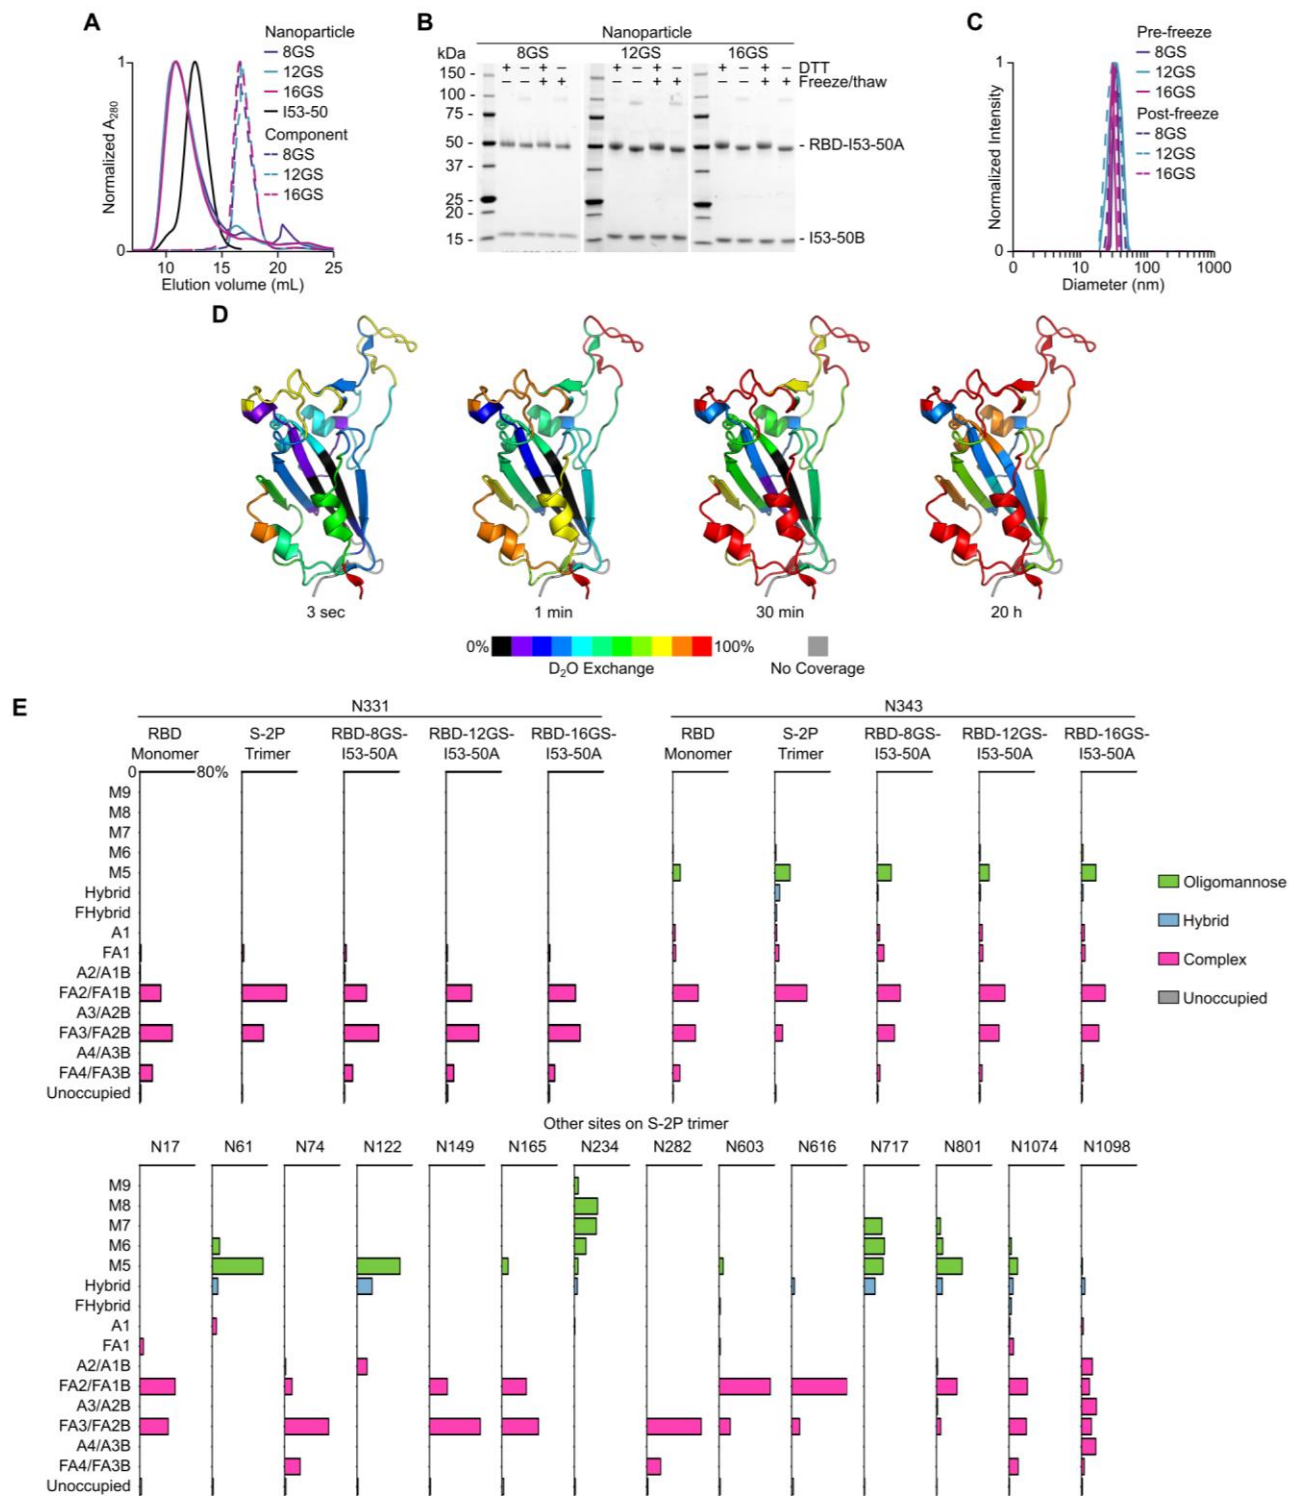 A
Nanoparticle
8GS
12GS
16GS
I53-50
Component
8GS
12GS
16GS
Normalized A280
1
0
10 15 20 25
Elution volume (mL)
B
Nanoparticle
kDa 8GS 12GS 16GS
+ − + − + − + − + − + − DTT
− − + + − − + + − − + + Freeze/thaw
150 -
100 -
75 -
50 -
37 -
25 -
20 -
15 -
- RBD-I53-50A
- I53-50B
C
Pre-freeze
8GS
12GS
16GS
Post-freeze
8GS
12GS
16GS
Normalized Intensity
1
0
0 10 100 1000
Diameter (nm)
D
3 sec 1 min 30 min 20 h
0% 100%
D2O Exchange No Coverage
E
N331 N343
RBD Monomer S-2P Trimer RBD-8GS-I53-50A RBD-12GS-I53-50A RBD-16GS-I53-50A
RBD Monomer S-2P Trimer RBD-8GS-I53-50A RBD-12GS-I53-50A RBD-16GS-I53-50A
0 80%
M9
M8
M7
M6
M5
Hybrid
FHybrid
A1
FA1
A2/A1B
FA2/FA1B
A3/A2B
FA3/FA2B
A4/A3B
FA4/FA3B
Unoccupied
Oligomannose
Hybrid
Complex
Unoccupied
Other sites on S-2P trimer
N17 N61 N74 N122 N149 N165 N234 N282 N603 N616 N717 N801 N1074 N1098
M9
M8
M7
M6
M5
Hybrid
FHybrid
A1
FA1
A2/A1B
FA2/FA1B
A3/A2B
FA3/FA2B
A4/A3B
FA4/FA3B
Unoccupied